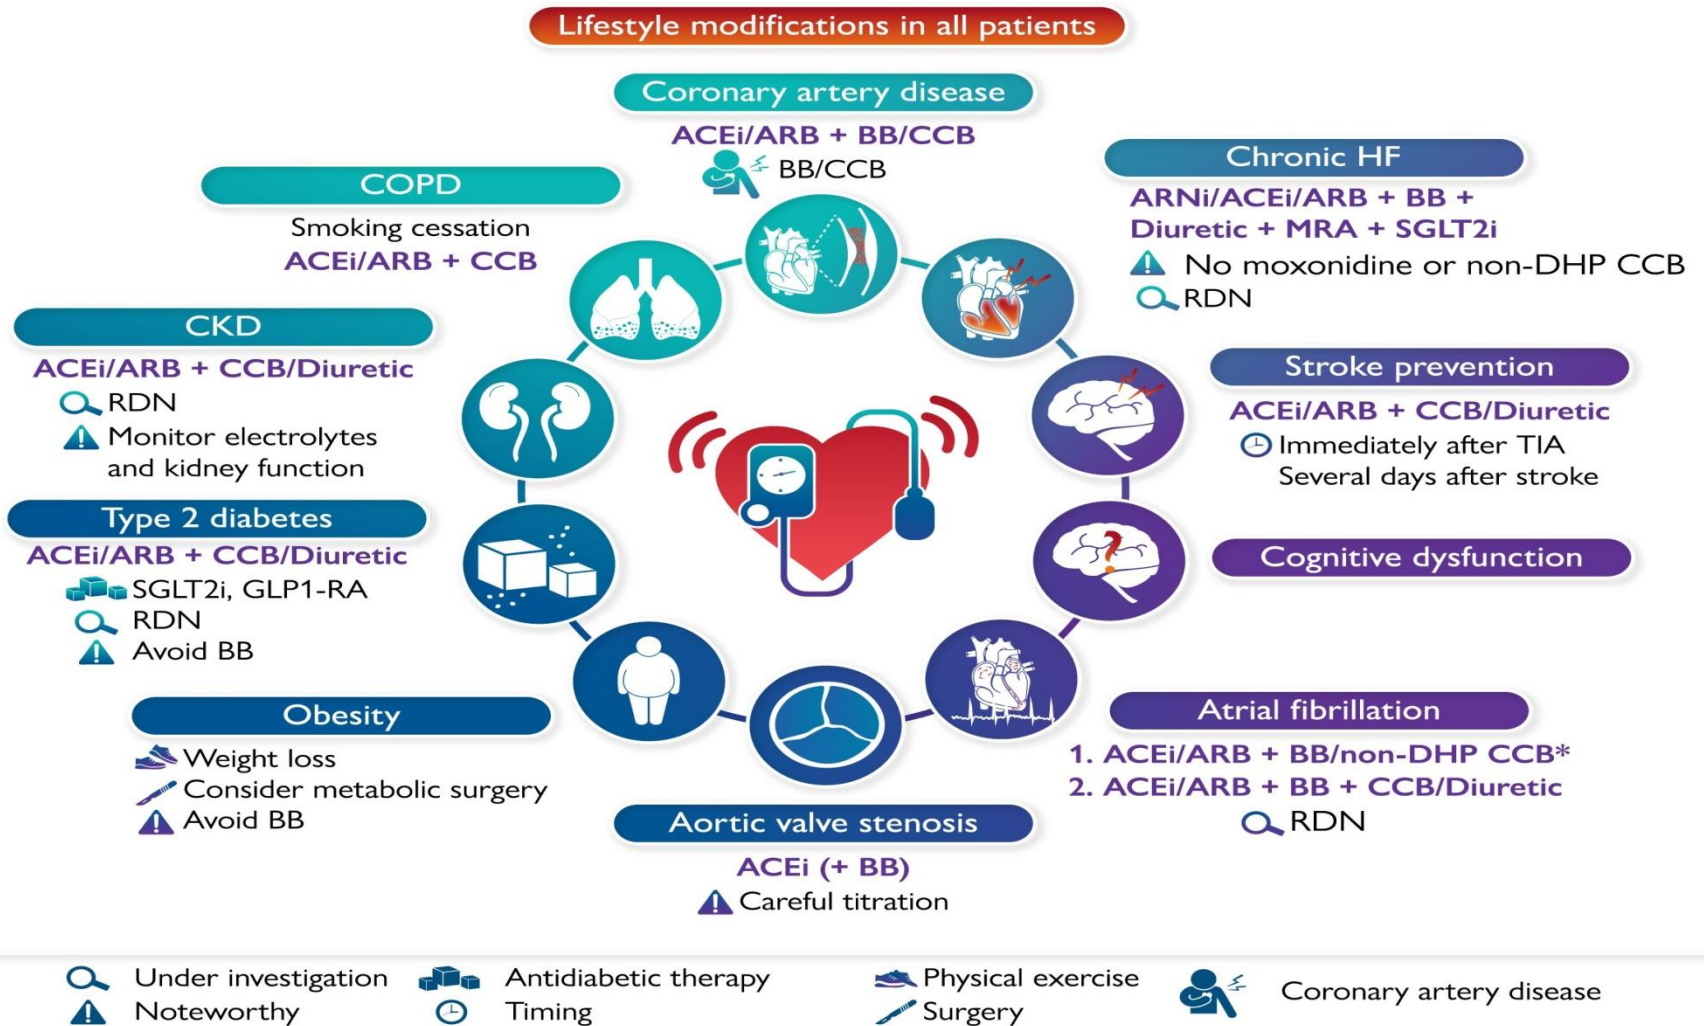 Lifestyle modifications in all patients
Coronary artery disease
ACEi/ARB + BB/CCB
BB/CCB
Chronic HF
ARNi/ACEi/ARB + BB +
Diuretic + MRA + SGLT2i
No moxonidine or non-DHP CCB
RDN
Stroke prevention
ACEi/ARB + CCB/Diuretic
Immediately after TIA
Several days after stroke
Cognitive dysfunction
Atrial fibrillation
1. ACEi/ARB + BB/non-DHP CCB*
2. ACEi/ARB + BB + CCB/Diuretic
RDN
Aortic valve stenosis
ACEi (+ BB)
Careful titration
Obesity
Weight loss
Consider metabolic surgery
Avoid BB
Type 2 diabetes
ACEi/ARB + CCB/Diuretic
SGLT2i, GLP1-RA
RDN
Avoid BB
CKD
ACEi/ARB + CCB/Diuretic
RDN
Monitor electrolytes
and kidney function
COPD
Smoking cessation
ACEi/ARB + CCB
?
Under investigation
Noteworthy
Antidiabetic therapy
Timing
Physical exercise
Surgery
Coronary artery disease